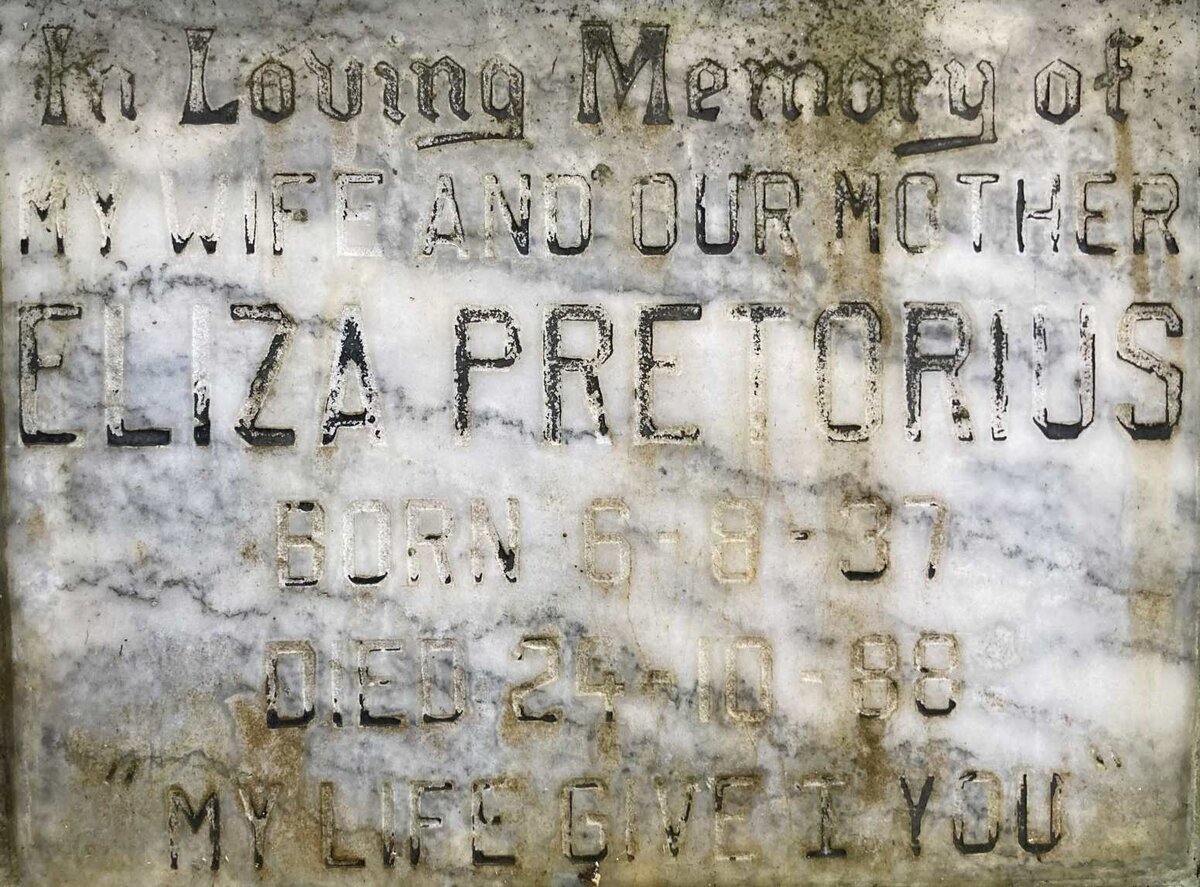 In Loving Memory of
MY WIFE AND OUR MOTHER
ELIZA PRETORIUS
BORN 6-8-37
DIED 24-10-88
"MY LIFE GIVE I YOU"